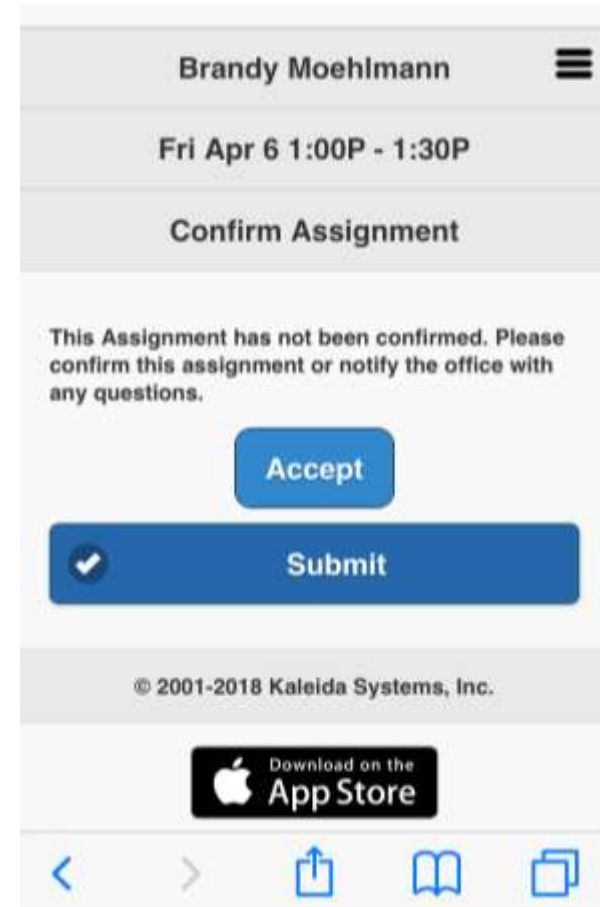 Brandy Moehlmann
Fri Apr 6 1:00P - 1:30P
Confirm Assignment
This Assignment has not been confirmed. Please
confirm this assignment or notify the office with
any questions.
Accept
Submit
© 2001-2018 Kaleida Systems, Inc.
Download on the
App Store